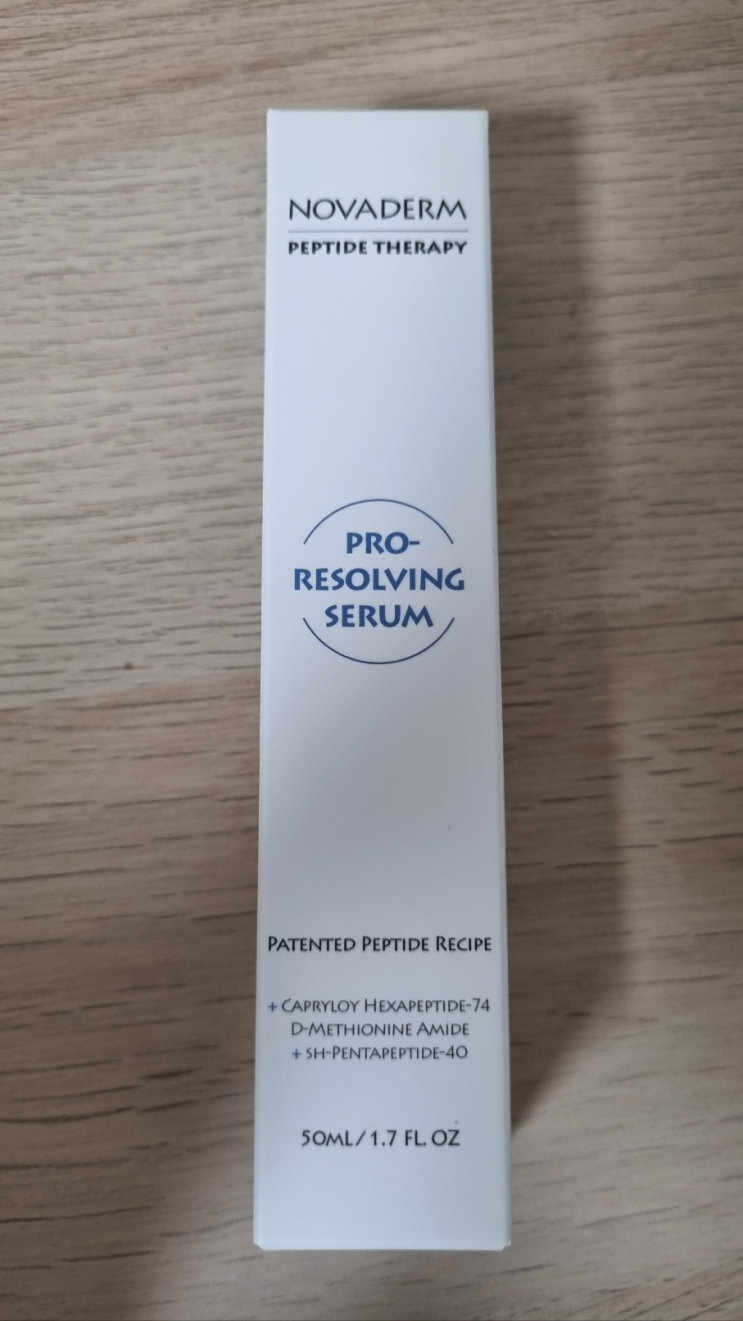 NOVADERM
PEPTIDE THERAPY
PRO-
RESOLVING
SERUM
PATENTED PEPTIDE RECIPE
+ CAPRYLOY HEXAPEPTIDE-74
D-METHIONINE AMIDE
+ SH-PENTAPEPTIDE-40
50ML / 1.7 FL. OZ